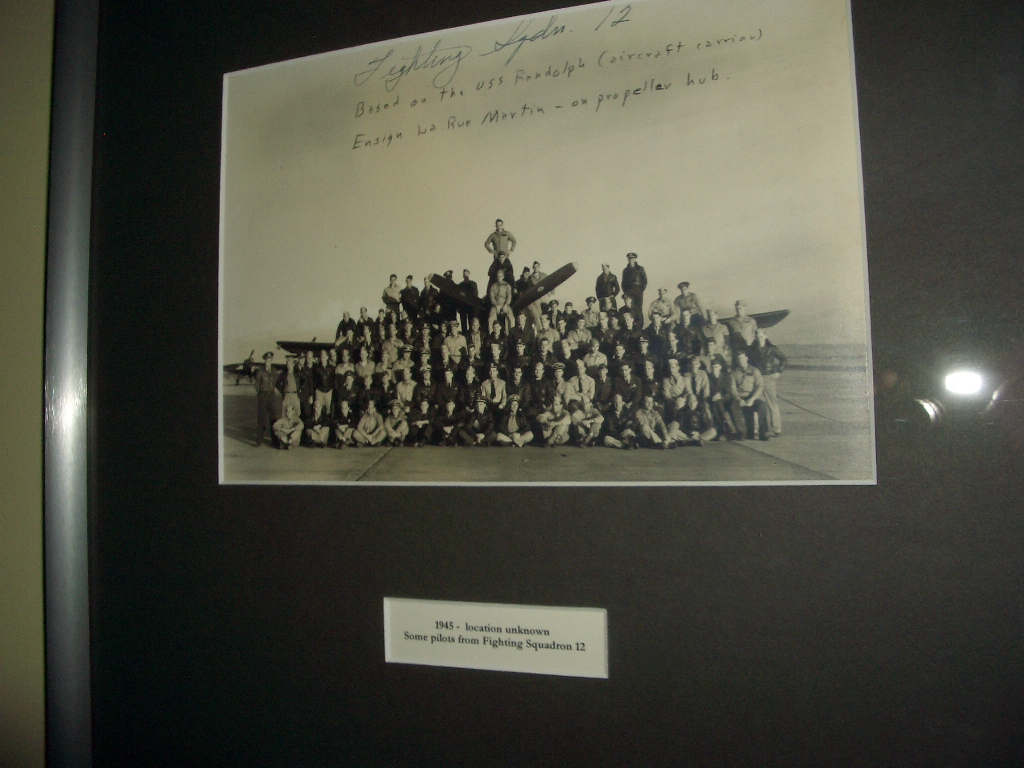 Fighting Sqdn. 12
Based on the USS Randolph (aircraft carrier)
Ensign La Rue Martin - on propeller hub.
1945 - location unknown
Some pilots from Fighting Squadron 12